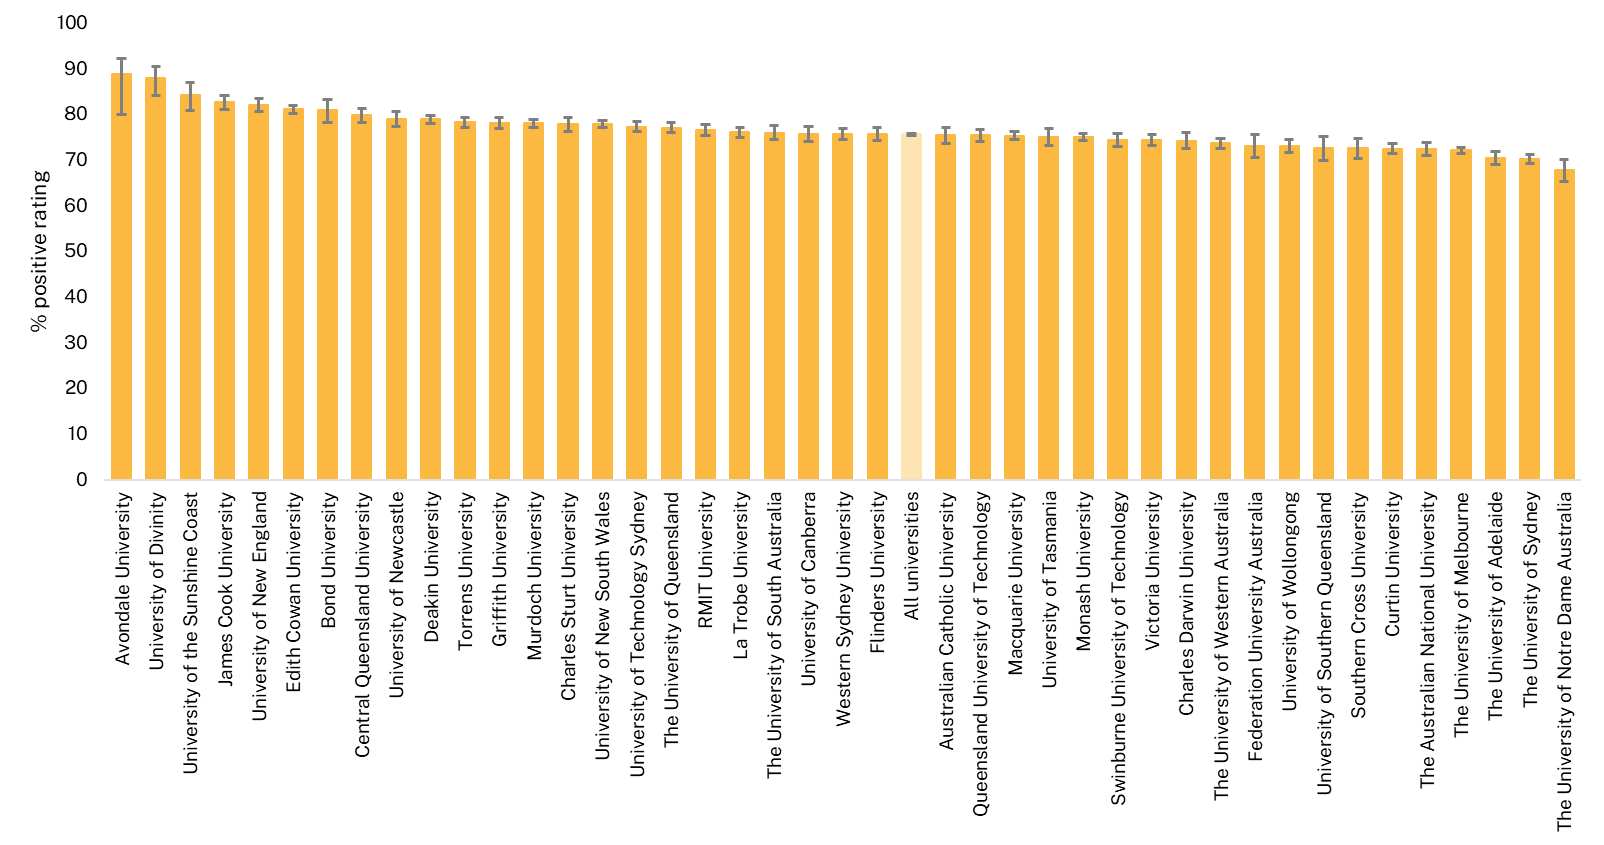 % positive rating
100
90
80
70
60
50
40
30
20
10
0
Avondale University
University of Divinity
University of the Sunshine Coast
James Cook University
University of New England
Edith Cowan University
Bond University
Central Queensland University
University of Newcastle
Deakin University
Torrens University
Griffith University
Murdoch University
Charles Sturt University
University of New South Wales
University of Technology Sydney
The University of Queensland
RMIT University
La Trobe University
The University of South Australia
University of Canberra
Western Sydney University
Flinders University
All universities
Australian Catholic University
Queensland University of Technology
Macquarie University
University of Tasmania
Monash University
Swinburne University of Technology
Victoria University
Charles Darwin University
The University of Western Australia
Federation University Australia
University of Wollongong
University of Southern Queensland
Southern Cross University
Curtin University
The Australian National University
The University of Melbourne
The University of Adelaide
The University of Sydney
The University of Notre Dame Australia